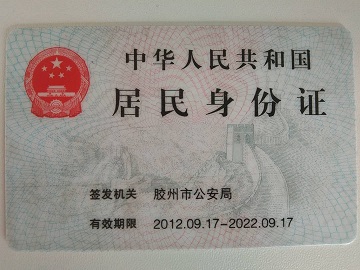 中华人民共和国
居民身份证
签发机关 胶州市公安局
有效期限 2012.09.17-2022.09.17